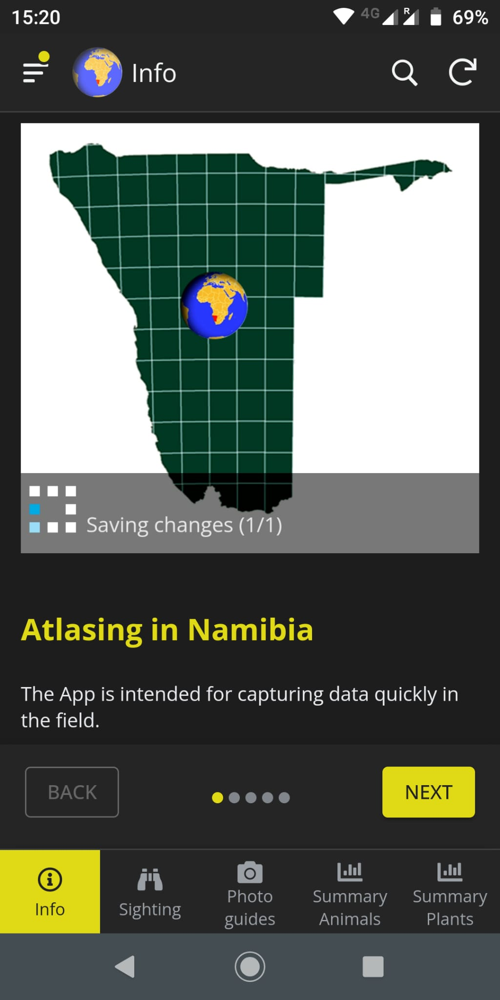 15:20
4G
R
69%
Info
Saving changes (1/1)
Atlasing in Namibia
The App is intended for capturing data quickly in
the field.
BACK
NEXT
Info
Sighting
Photo
guides
Summary
Animals
Summary
Plants